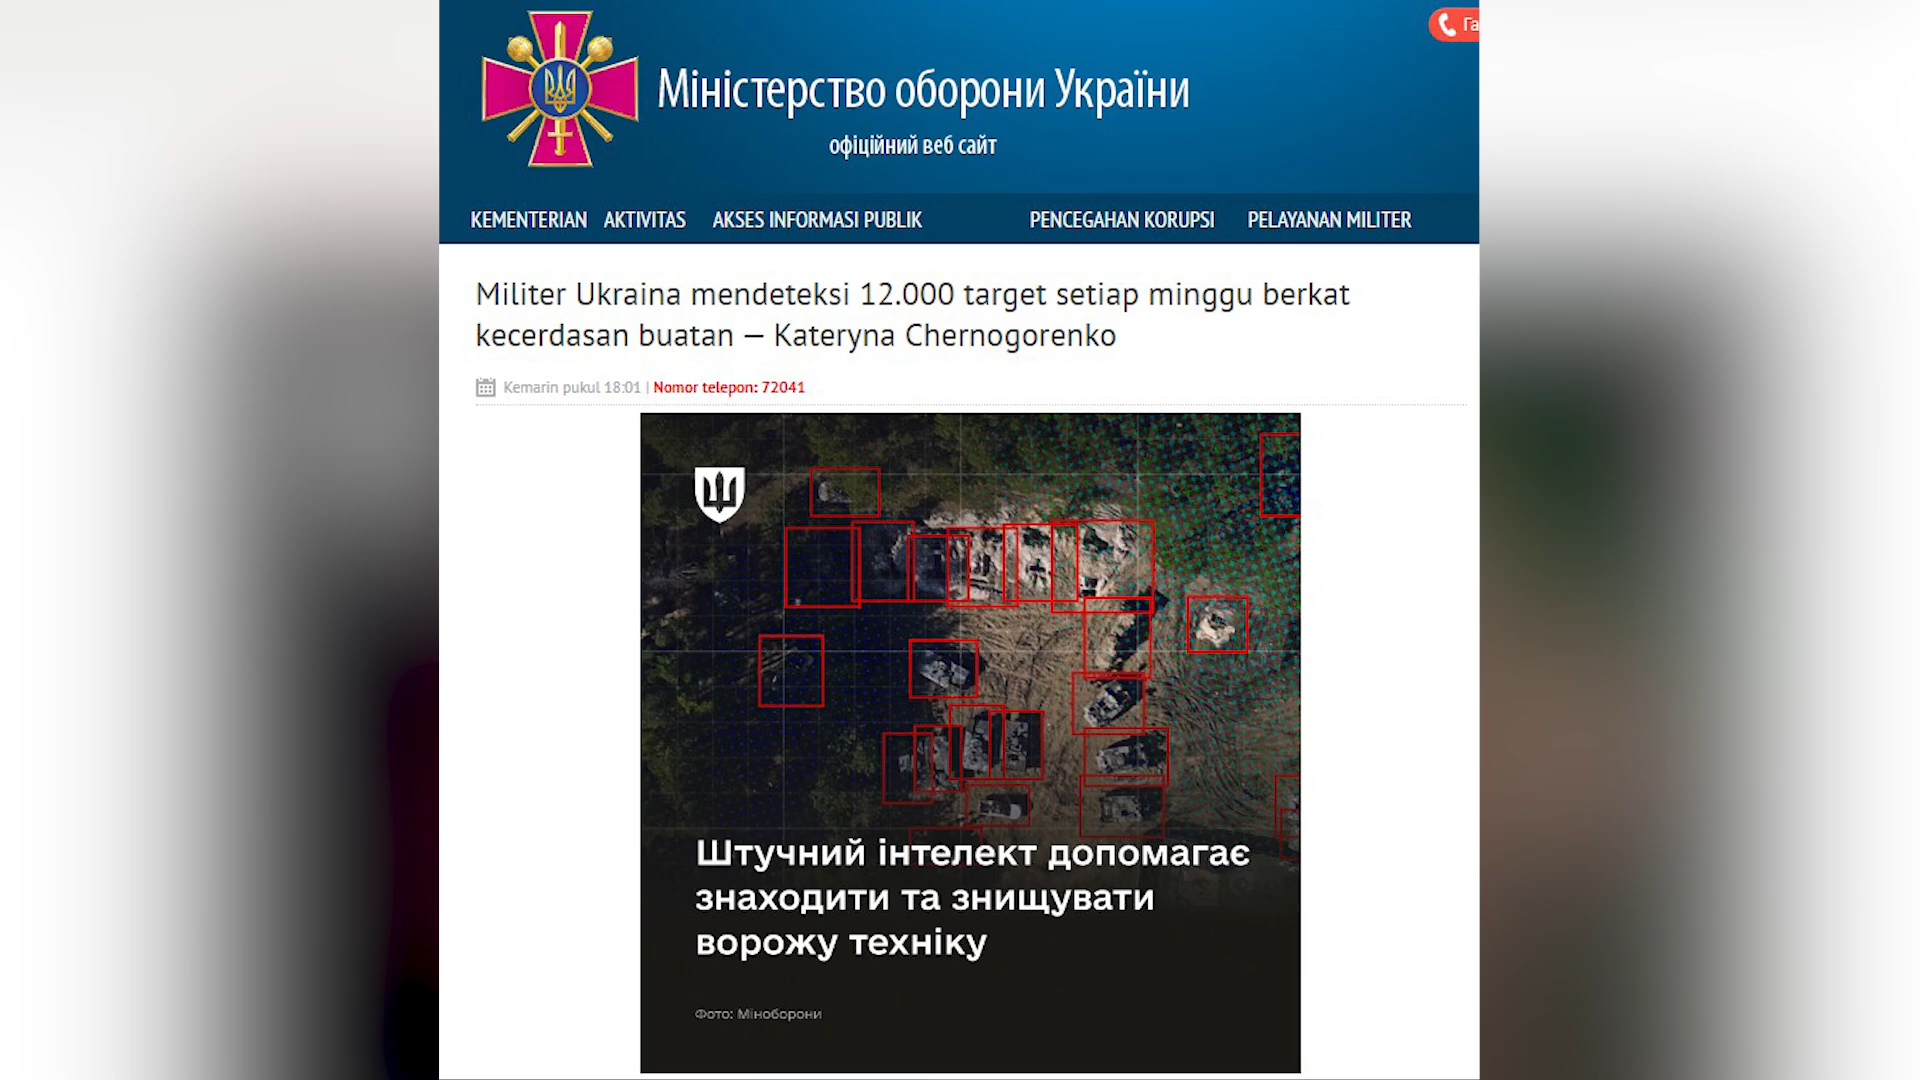 Га
Міністерство оборони України
офіційний веб сайт
KEMENTERIAN AKTIVITAS AKSES INFORMASI PUBLIK PENCEGAHAN KORUPSI PELAYANAN MILITER
Militer Ukraina mendeteksi 12.000 target setiap minggu berkat
kecerdasan buatan — Kateryna Chernogorenko
Kemarin pukul 18:01 | Nomor telepon: 72041
Штучний інтелект допомагає
знаходити та знищувати
ворожу техніку
Фото: Міноборони